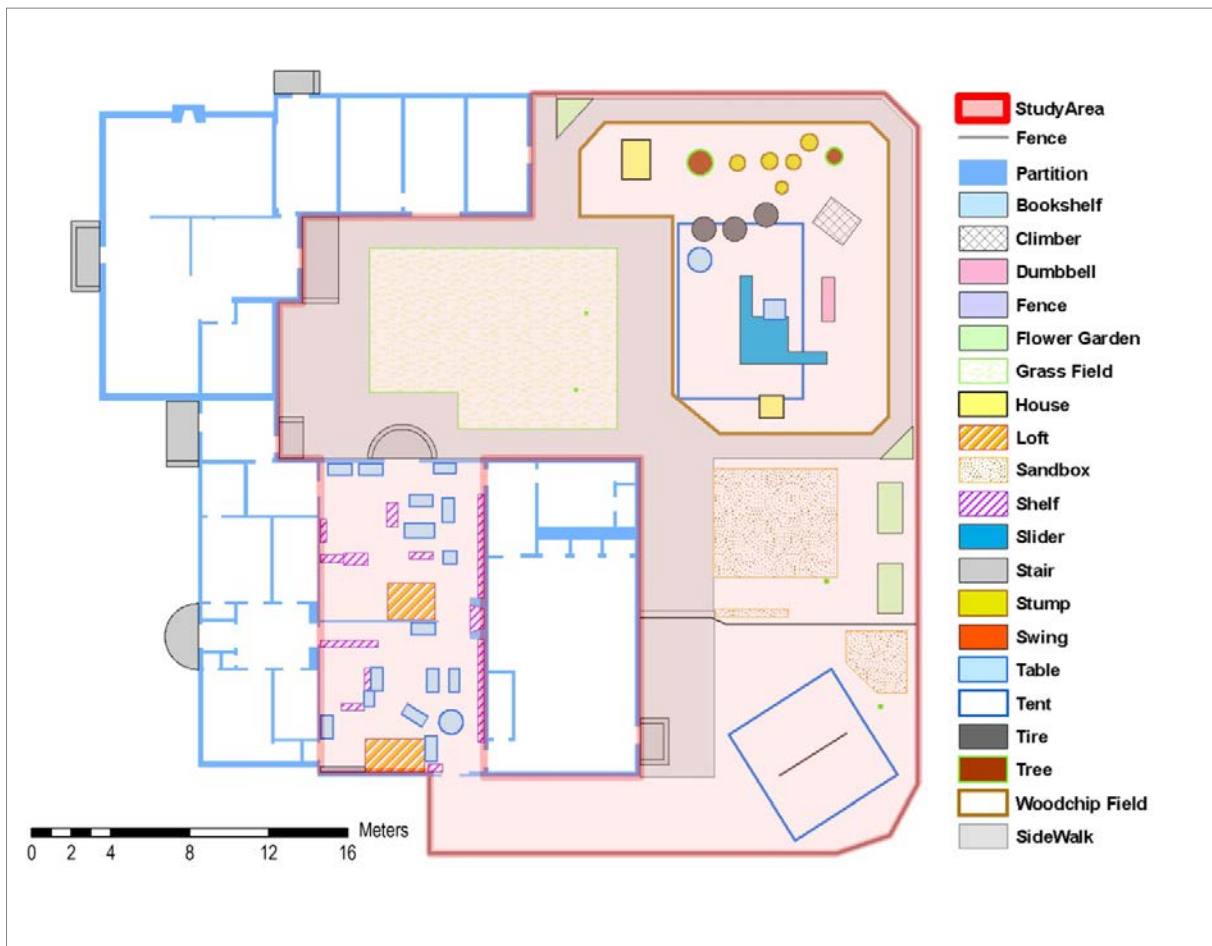 StudyArea
Fence
Partition
Bookshelf
Climber
Dumbbell
Fence
Flower Garden
Grass Field
House
Loft
Sandbox
Shelf
Slider
Stair
Stump
Swing
Table
Tent
Tire
Tree
Woodchip Field
SideWalk
Meters
0 2 4 8 12 16